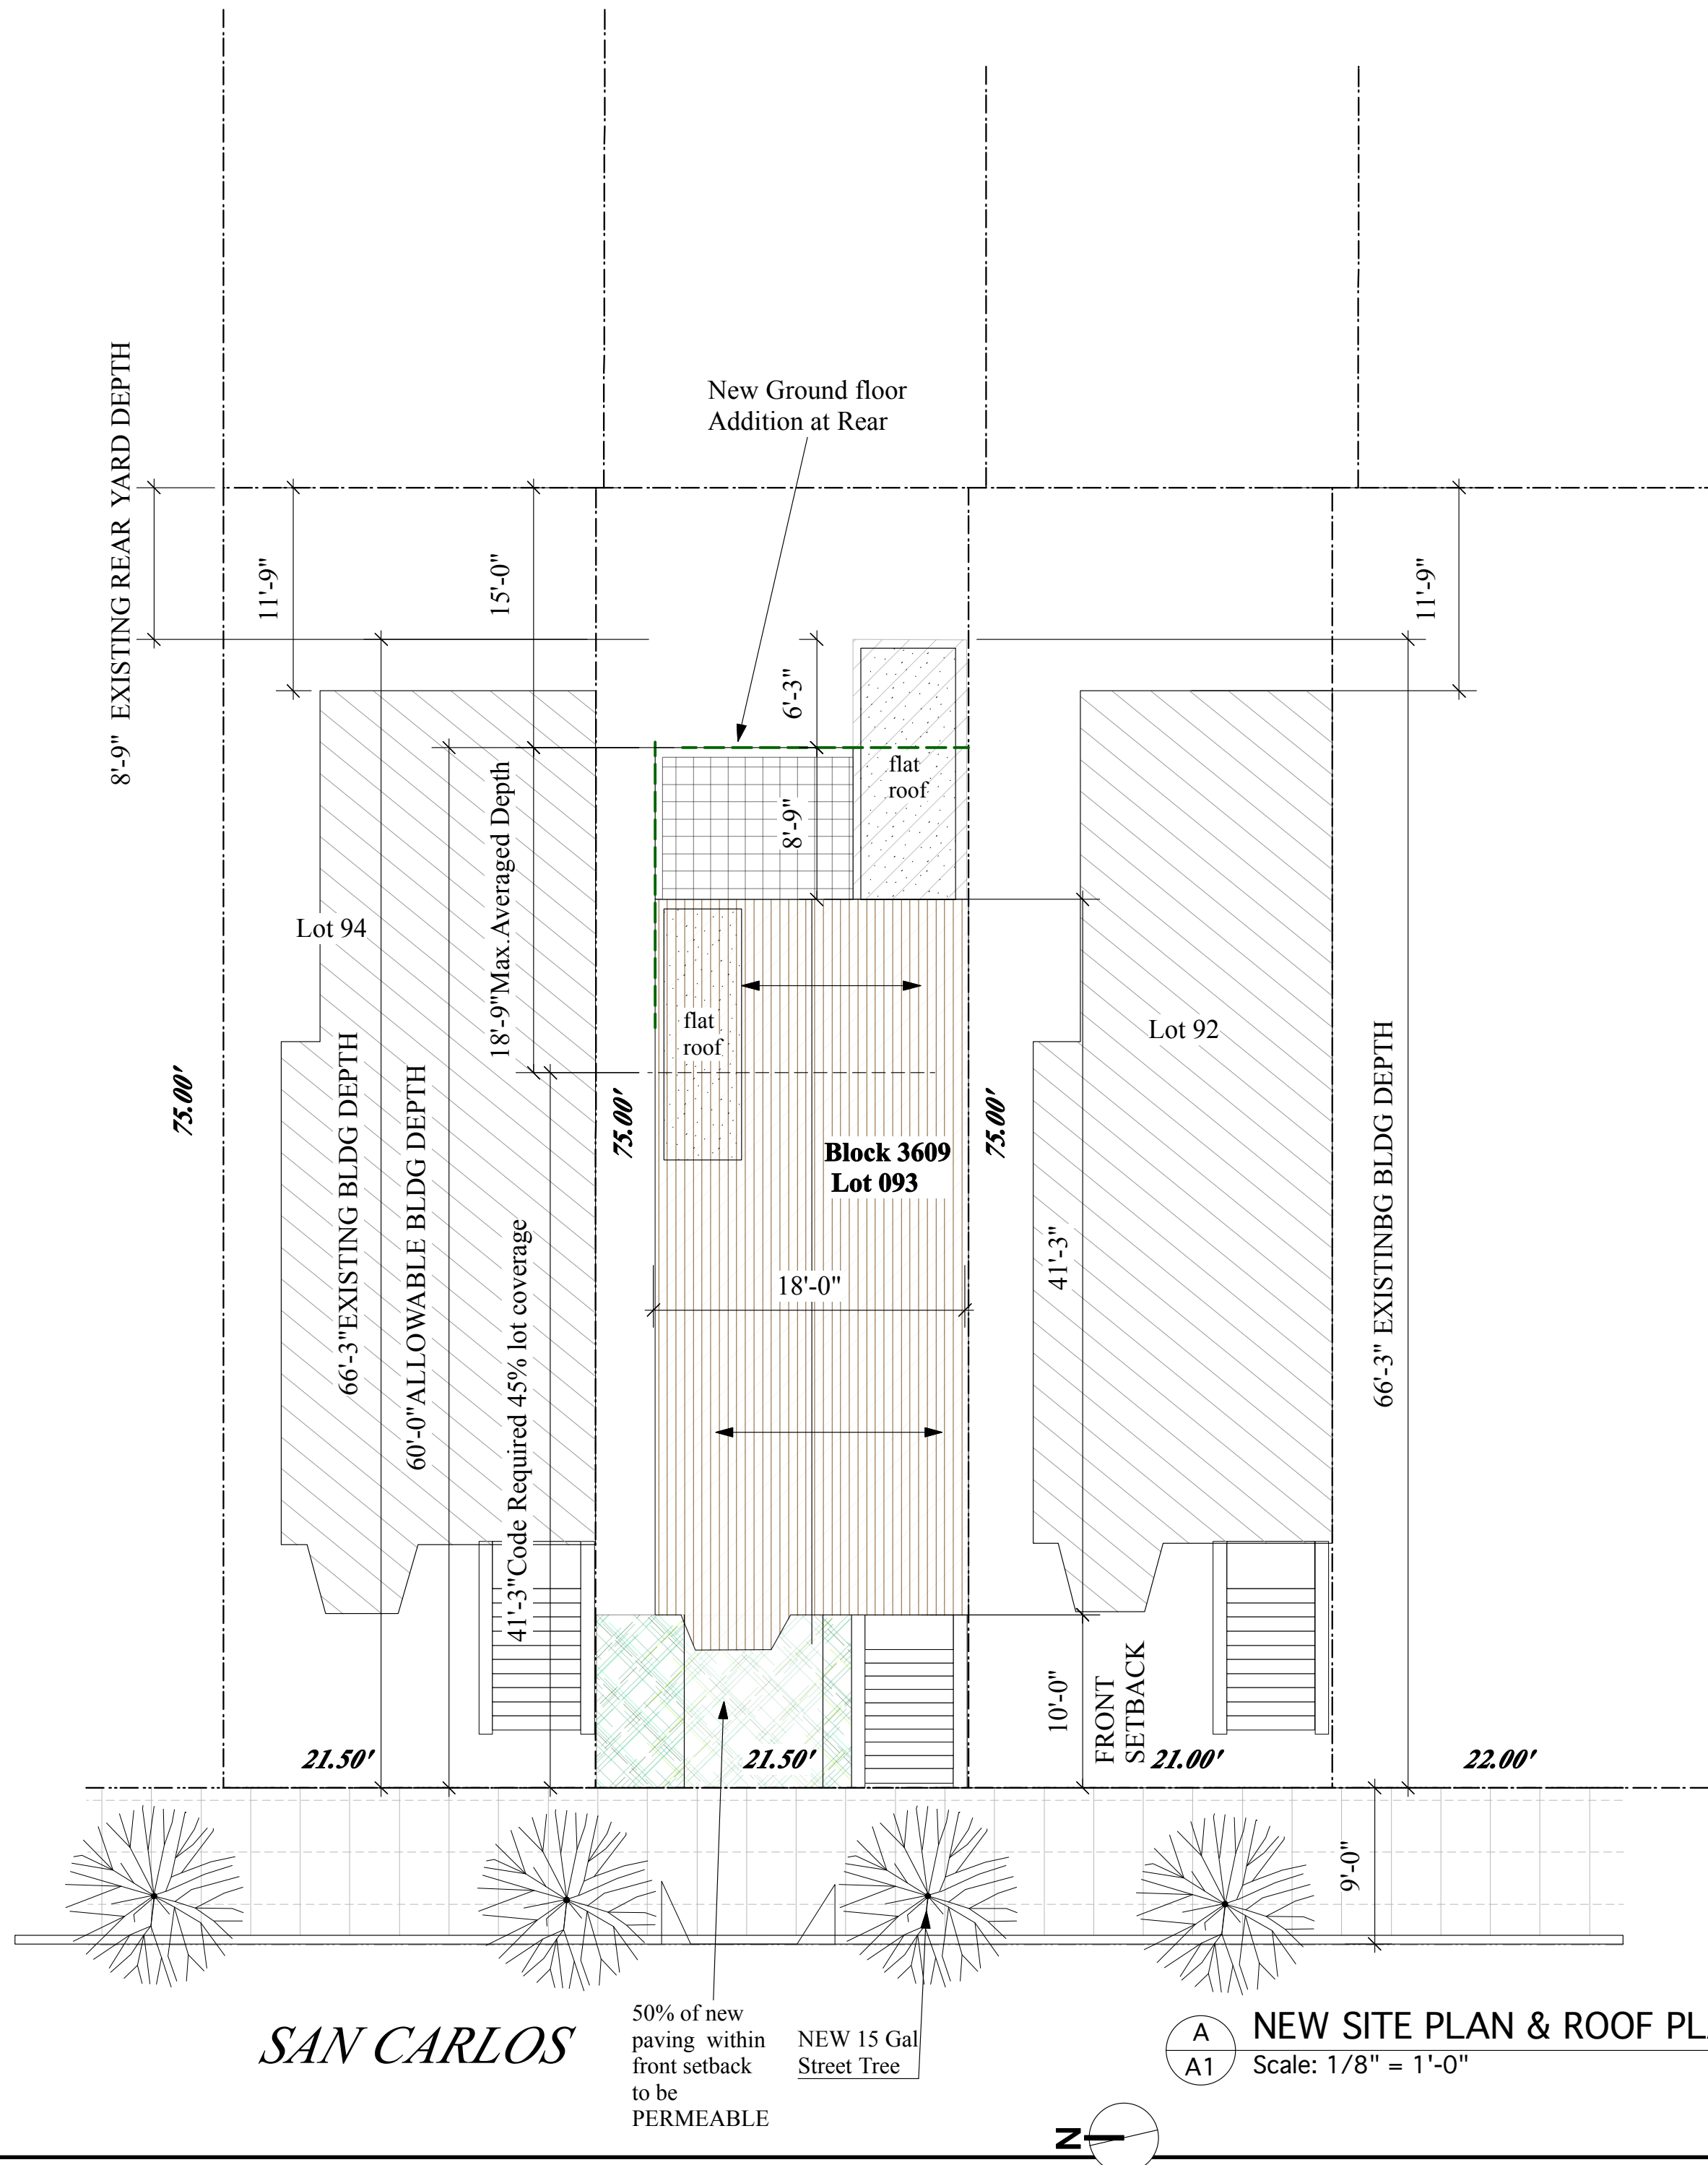 New Ground floor
Addition at Rear
8'-9" EXISTING REAR YARD DEPTH
11'-9"
15'-0"
11'-9"
6'-3"
flat
roof
8'-9"
18'-9"Max.Averaged Depth
Lot 94
flat
roof
Lot 92
75.00'
66'-3"EXISTING BLDG DEPTH
60'-0"ALLOWABLE BLDG DEPTH
75.00'
75.00'
Block 3609
Lot 093
66'-3" EXISTINBG BLDG DEPTH
41'-3"Code Required 45% lot coverage
41'-3"
18'-0"
10'-0"
FRONT
SETBACK
21.50'
21.50'
21.00'
22.00'
9'-0"
SAN CARLOS
50% of new
paving within
front setback
to be
PERMEABLE
NEW 15 Gal
Street Tree
A
A1
NEW SITE PLAN & ROOF PL
Scale: 1/8" = 1'-0"
N